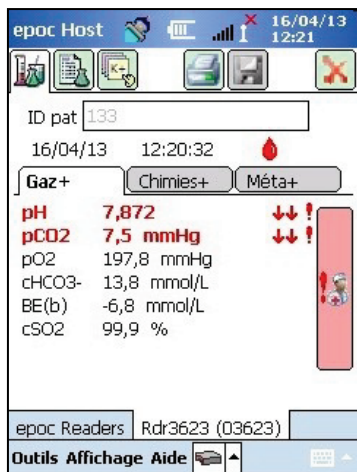 epoc Host 16/04/13
12:21
K+
ID pat 133
16/04/13 12:20:32
Gaz+ Chimies+ Méta+
pH 7,872 ↓↓ !
pCO2 7,5 mmHg ↓↓ !
pO2 197,8 mmHg
cHCO3- 13,8 mmol/L
BE(b) -6,8 mmol/L
cSO2 99,9 %
epoc Readers Rdr3623 (03623)
Outils Affichage Aide